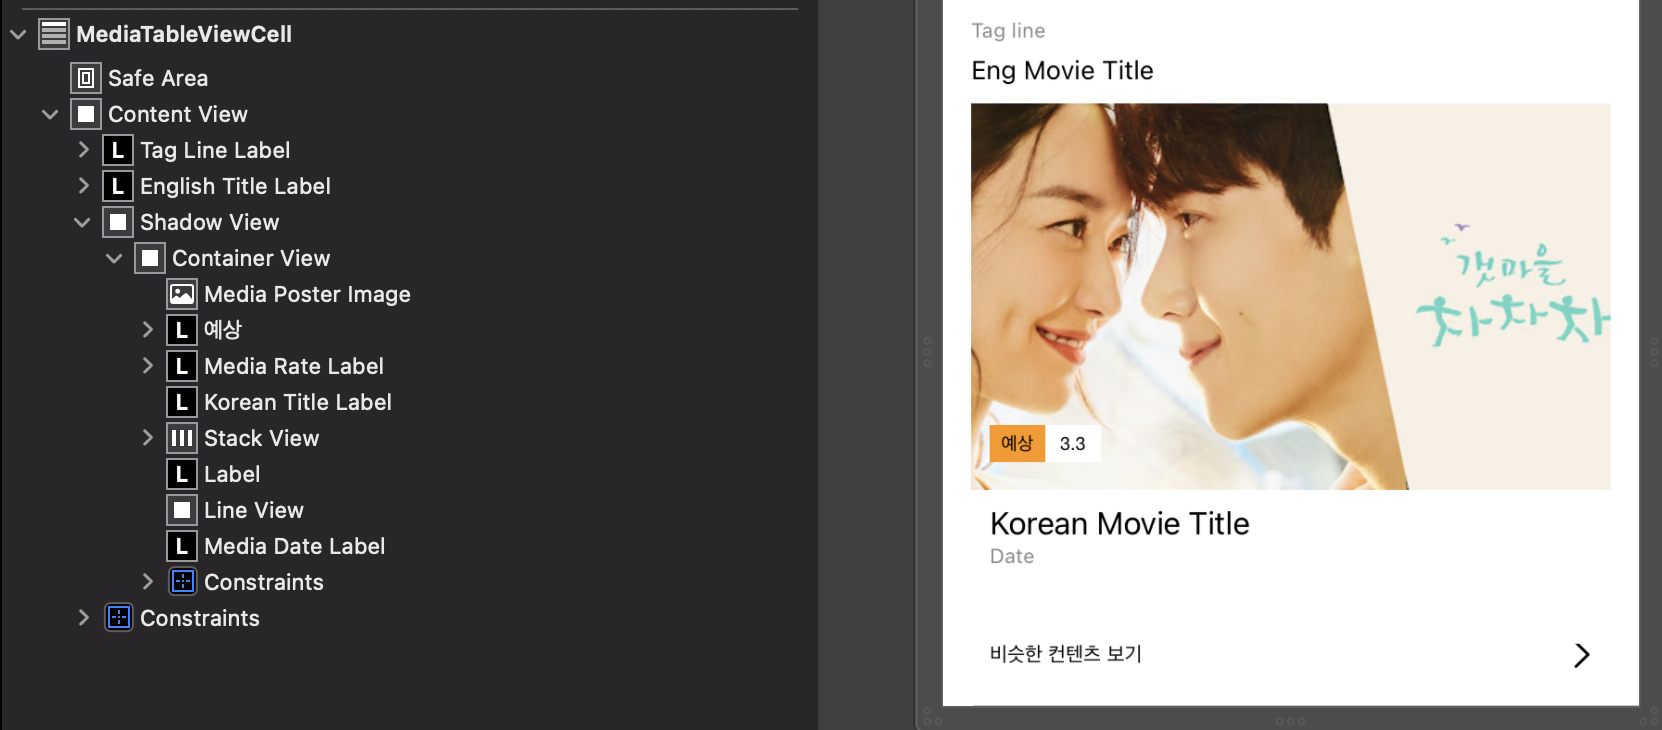 MediaTableViewCell
Safe Area
Content View
L Tag Line Label
L English Title Label
Shadow View
Container View
Media Poster Image
L 예상
L Media Rate Label
L Korean Title Label
Stack View
L Label
Line View
L Media Date Label
Constraints
Constraints
Tag line
Eng Movie Title
갯마을
차차차
예상 3.3
Korean Movie Title
Date
비슷한 컨텐츠 보기